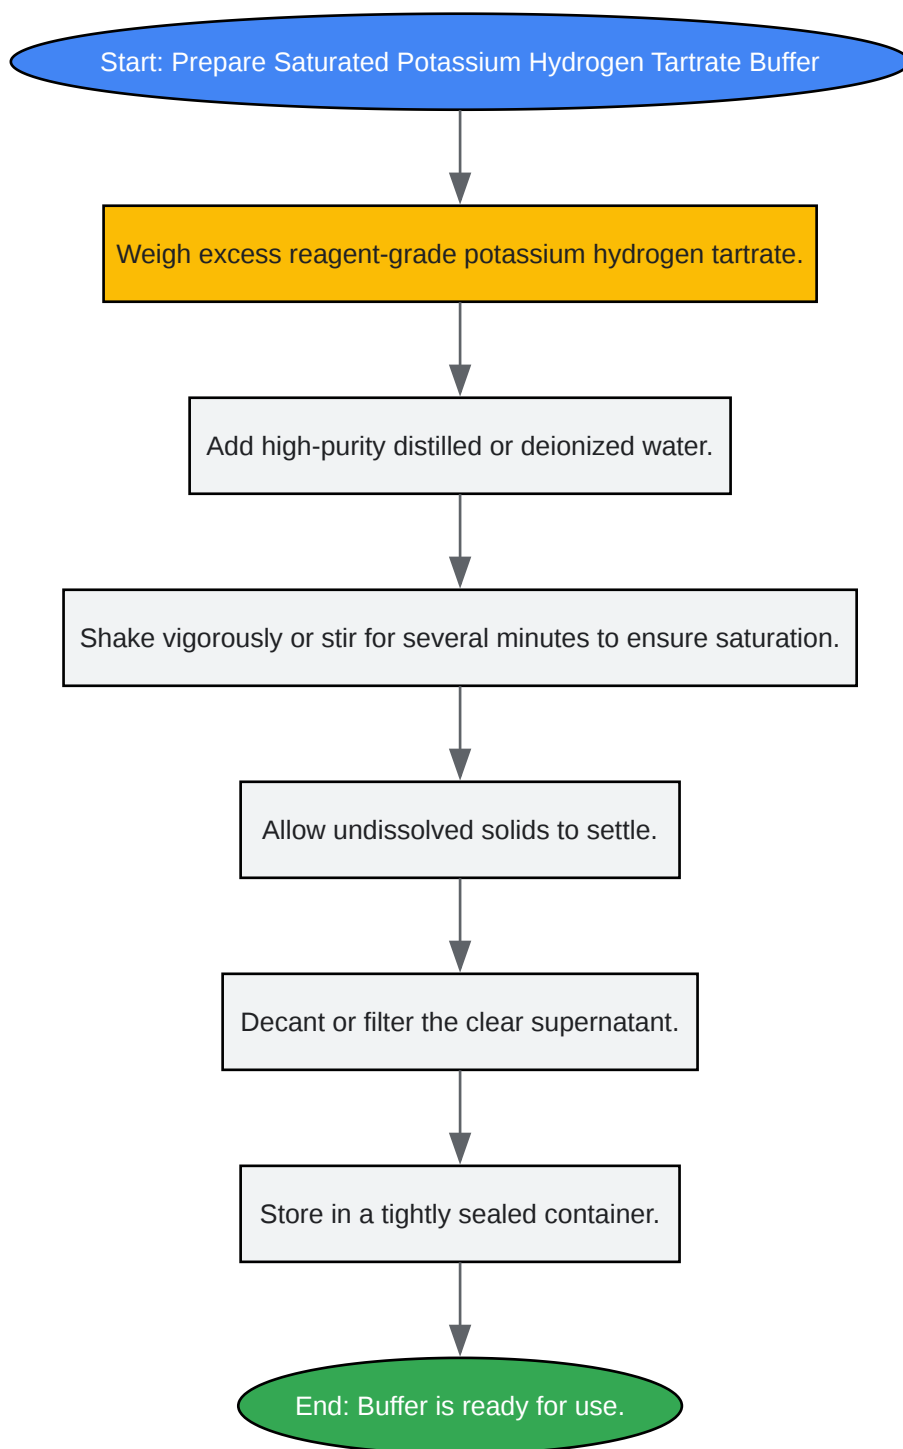 Start: Prepare Saturated Potassium Hydrogen Tartrate Buffer
Weigh excess reagent-grade potassium hydrogen tartrate.
Add high-purity distilled or deionized water.
Shake vigorously or stir for several minutes to ensure saturation.
Allow undissolved solids to settle.
Decant or filter the clear supernatant.
Store in a tightly sealed container.
End: Buffer is ready for use.